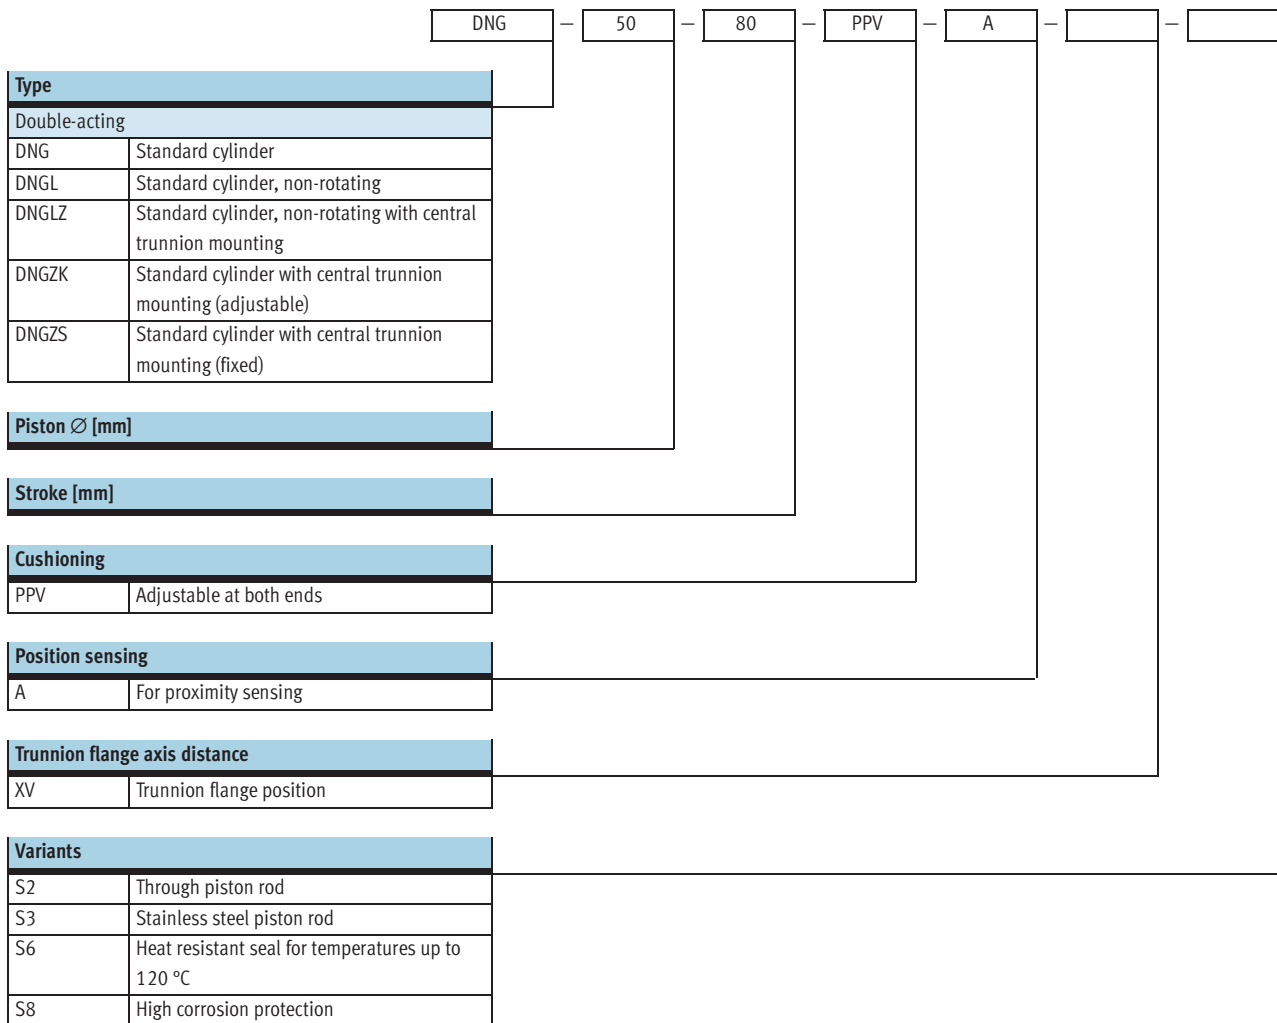 DNG – 50 – 80 – PPV – A – –
Type
Double-acting
DNG Standard cylinder
DNGL Standard cylinder, non-rotating
DNGLZ Standard cylinder, non-rotating with central
trunnion mounting
DNGZK Standard cylinder with central trunnion
mounting (adjustable)
DNGZS Standard cylinder with central trunnion
mounting (fixed)
Piston ∅ [mm]
Stroke [mm]
Cushioning
PPV Adjustable at both ends
Position sensing
A For proximity sensing
Trunnion flange axis distance
XV Trunnion flange position
Variants
S2 Through piston rod
S3 Stainless steel piston rod
S6 Heat resistant seal for temperatures up to
120 °C
S8 High corrosion protection